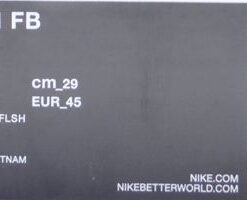 FB
cm_29
EUR_45
FLSH
TNAM
NIKE.COM
NIKEBETTERWORLD.COM